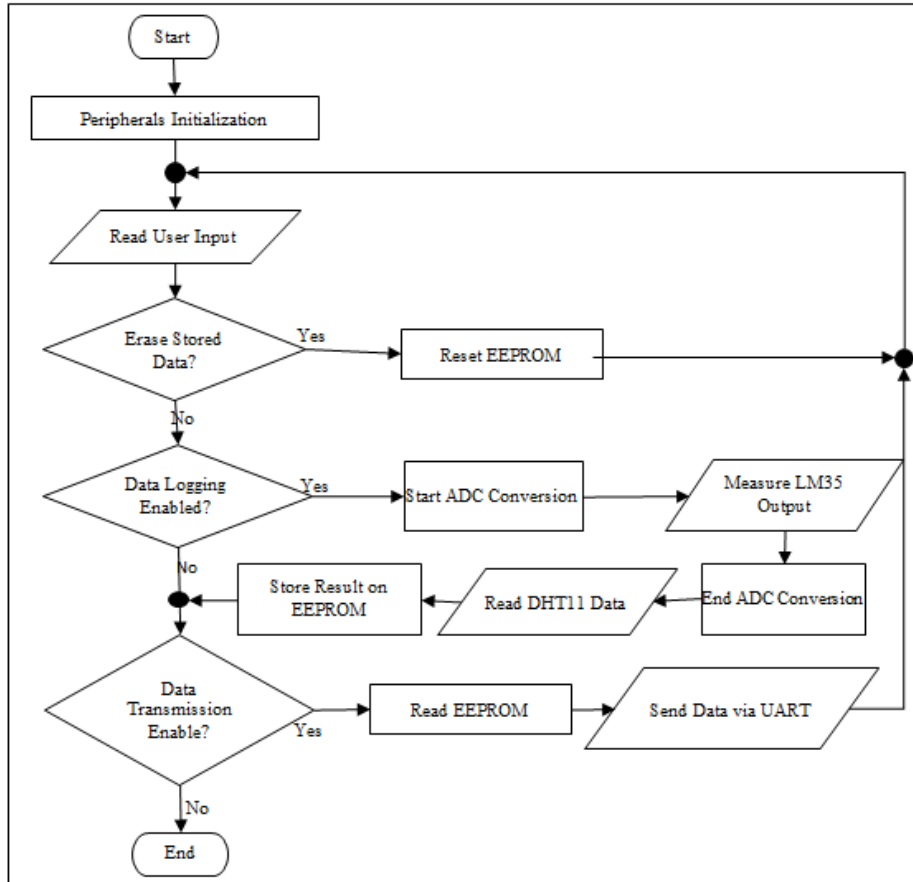 Start
Peripherals Initialization
Read User Input
Erase Stored
Data?
Yes
Reset EEPROM
No
Data Logging
Enabled?
Yes
Start ADC Conversion
Measure LM35
Output
No
Store Result on
EEPROM
Read DHT11 Data
End ADC Conversion
Data
Transmission
Enable?
Yes
Read EEPROM
Send Data via UART
No
End